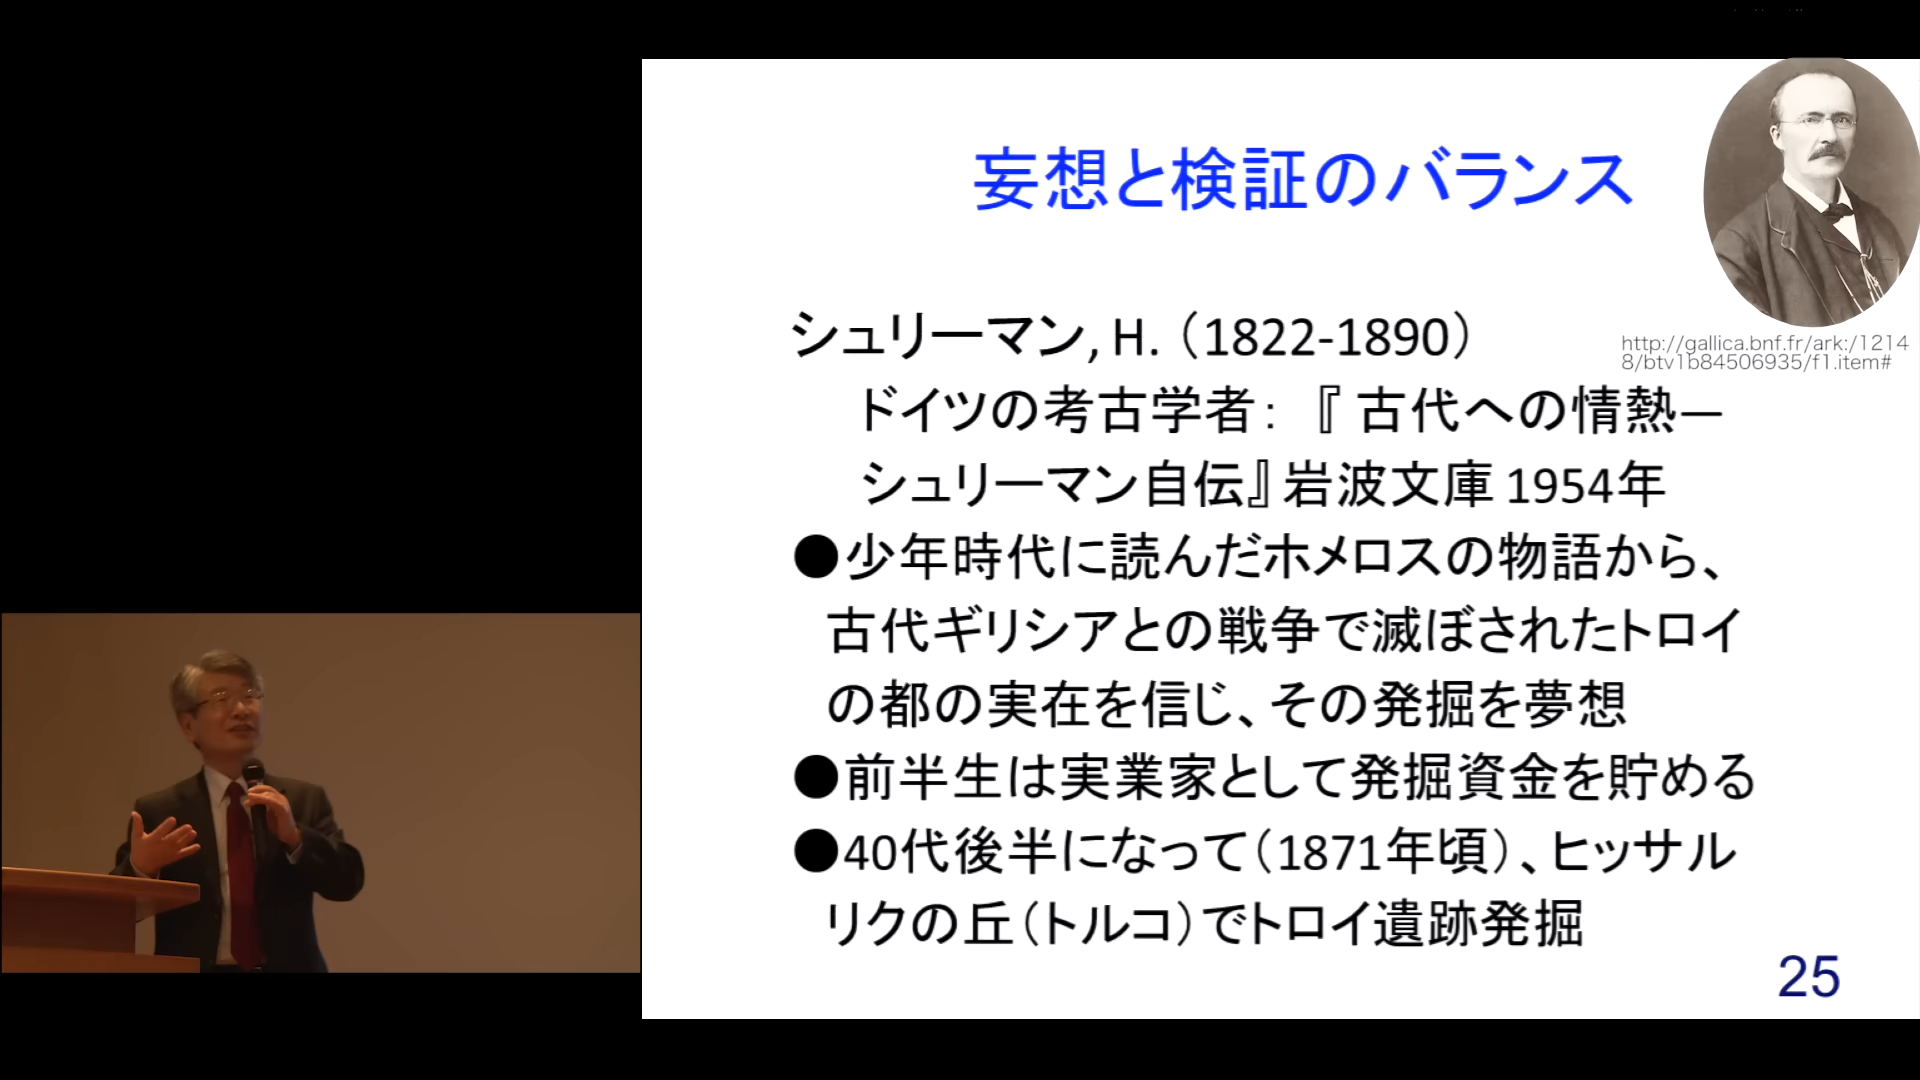 妄想と検証のバランス
http://gallica.bnf.fr/ark:/1214
8/btv1b84506935/f1.item#
シュリーマン, H.（1822-1890）
ドイツの考古学者：『 古代への情熱―
シュリーマン自伝』岩波文庫 1954年
●少年時代に読んだホメロスの物語から、
古代ギリシアとの戦争で滅ぼされたトロイ
の都の実在を信じ、その発掘を夢想
●前半生は実業家として発掘資金を貯める
●40代後半になって（1871年頃）、ヒッサル
リクの丘（トルコ）でトロイ遺跡発掘
25